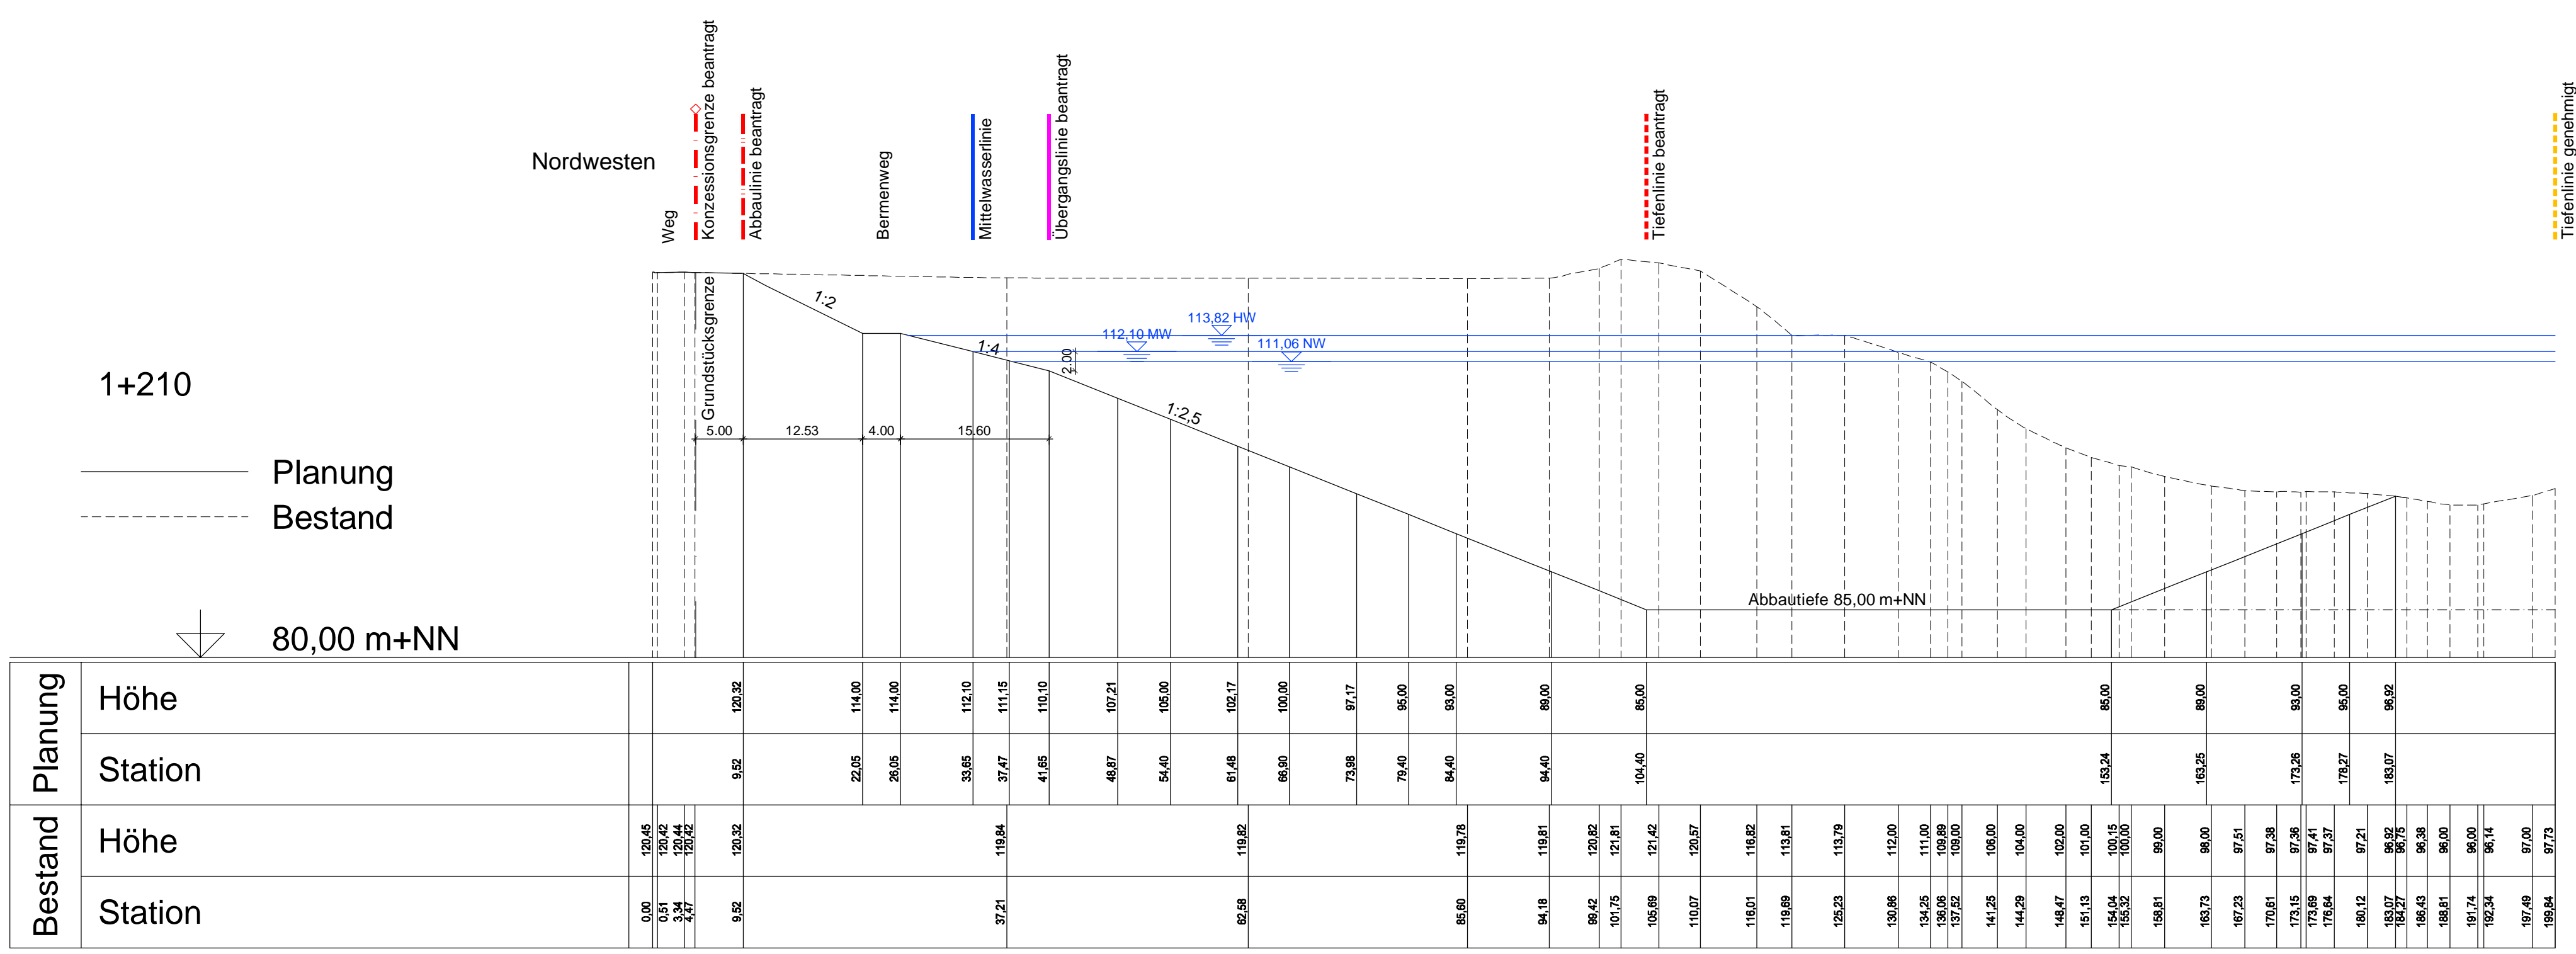 Nordwesten
Weg
Konzessionsgrenze beantragt
Abbaulinie beantragt
Bermenweg
Mittelwasserlinie
Übergangslinie beantragt
Tiefenlinie beantragt
Tiefenlinie genehmigt
Grundstücksgrenze
1:2
1:4
1:2,5
113,82 HW
112,10 MW
111,06 NW
2.00
5.00 12.53 4.00 15.60
1+210
Planung
Bestand
Abbautiefe 85,00 m+NN
80,00 m+NN
Planung
Höhe 120,32 114,00 114,00 112,10 111,15 110,10 107,21 105,00 102,17 100,00 97,17 95,00 93,00 89,00 85,00 85,00 89,00 93,00 95,00 96,92
Station 9,52 22,05 26,05 33,65 37,47 41,65 48,87 54,40 61,48 66,90 73,98 79,40 84,40 94,40 104,40 153,24 163,25 173,26 178,27 183,07
Bestand
Höhe 120,45 120,42 120,44 120,42 120,32 119,84 119,82 119,78 119,81 120,82 121,81 121,42 120,57 116,82 113,81 113,79 112,00 111,00 109,89 109,00 106,00 104,00 102,00 101,00 100,15 100,00 99,00 98,00 97,51 97,38 97,36 97,41 97,37 97,21 96,92 96,75 96,38 96,00 96,00 96,14 97,00 97,73
Station 0,00 0,51 3,34 4,47 9,52 37,21 62,58 85,60 94,18 99,42 101,75 105,69 110,07 116,01 119,69 125,23 130,86 134,25 136,06 137,52 141,25 144,29 148,47 151,13 154,04 155,32 158,81 163,73 167,23 170,61 173,15 173,69 176,64 180,12 183,07 184,27 186,43 188,81 191,74 192,34 197,49 199,84